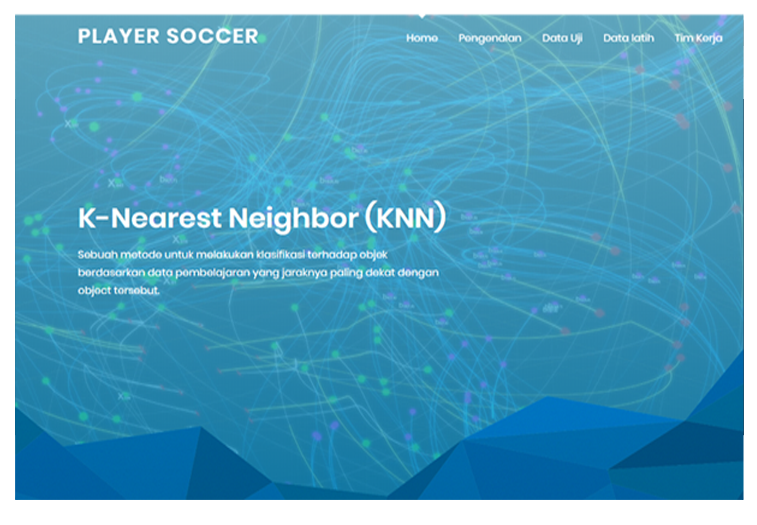 PLAYER SOCCER
Home Pengenalan Data Uji Data latih Tim Kerja
K-Nearest Neighbor (KNN)
Sebuah metode untuk melakukan klasifikasi terhadap objek
berdasarkan data pembelajaran yang jaraknya paling dekat dengan
object tersebut.